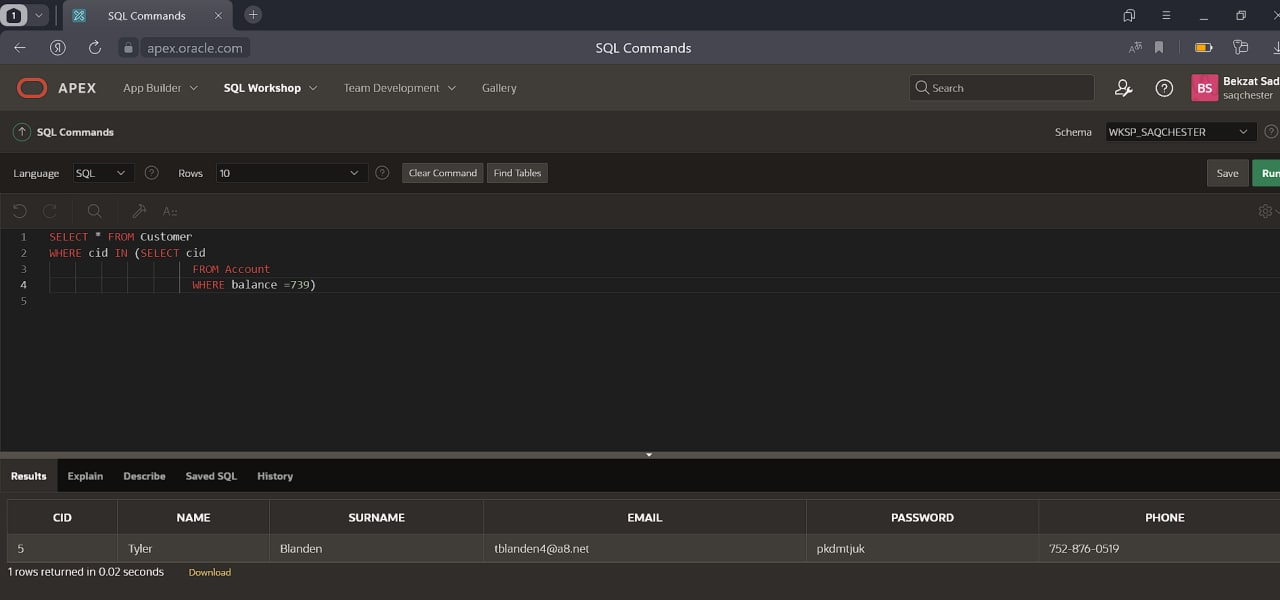 1
SQL Commands
apex.oracle.com
SQL Commands
APEX
App Builder
SQL Workshop
Team Development
Gallery
Search
BS
Bekzat Sad
saqchester
SQL Commands
Schema
WKSP_SAQCHESTER
Language
SQL
Rows
10
Clear Command
Find Tables
Save
Run
1 SELECT * FROM Customer
2 WHERE cid IN (SELECT cid
3 FROM Account
4 WHERE balance =739)
5
Results Explain Describe Saved SQL History
CID NAME SURNAME EMAIL PASSWORD PHONE
5 Tyler Blanden tblanden4@a8.net pkdmtjuk 752-876-0519
1 rows returned in 0.02 seconds Download